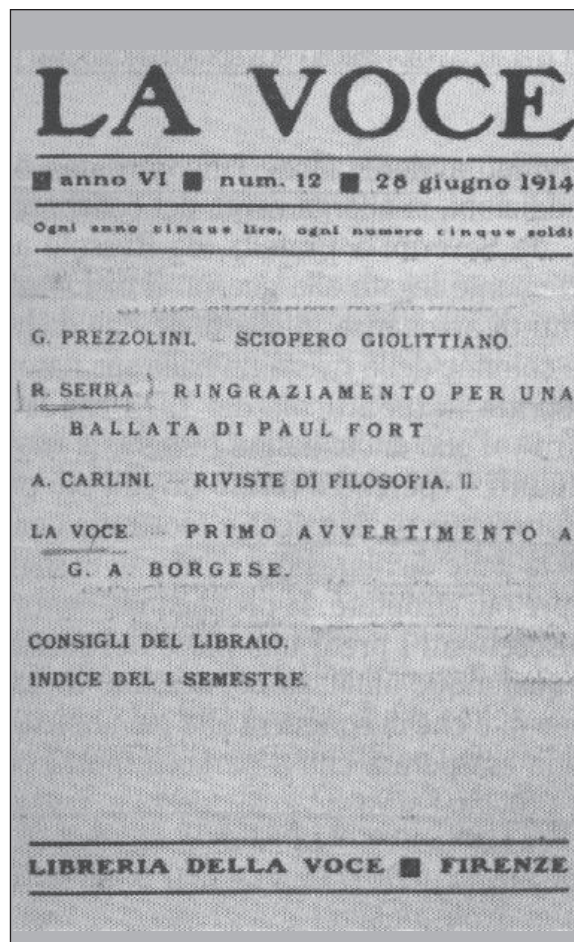 LA VOCE
■ anno VI ■ num. 12 ■ 28 giugno 1914
Ogni anno cinque lire, ogni numero cinque soldi
G. PREZZOLINI. — SCIOPERO GIOLITTIANO.
R. SERRA) RINGRAZIAMENTO PER UNA
BALLATA DI PAUL FORT
A. CARLINI. — RIVISTE DI FILOSOFIA, II.
LA VOCE — PRIMO AVVERTIMENTO A
G. A. BORGESE.
CONSIGLI DEL LIBRAIO.
INDICE DEL I SEMESTRE.
LIBRERIA DELLA VOCE ■ FIRENZE